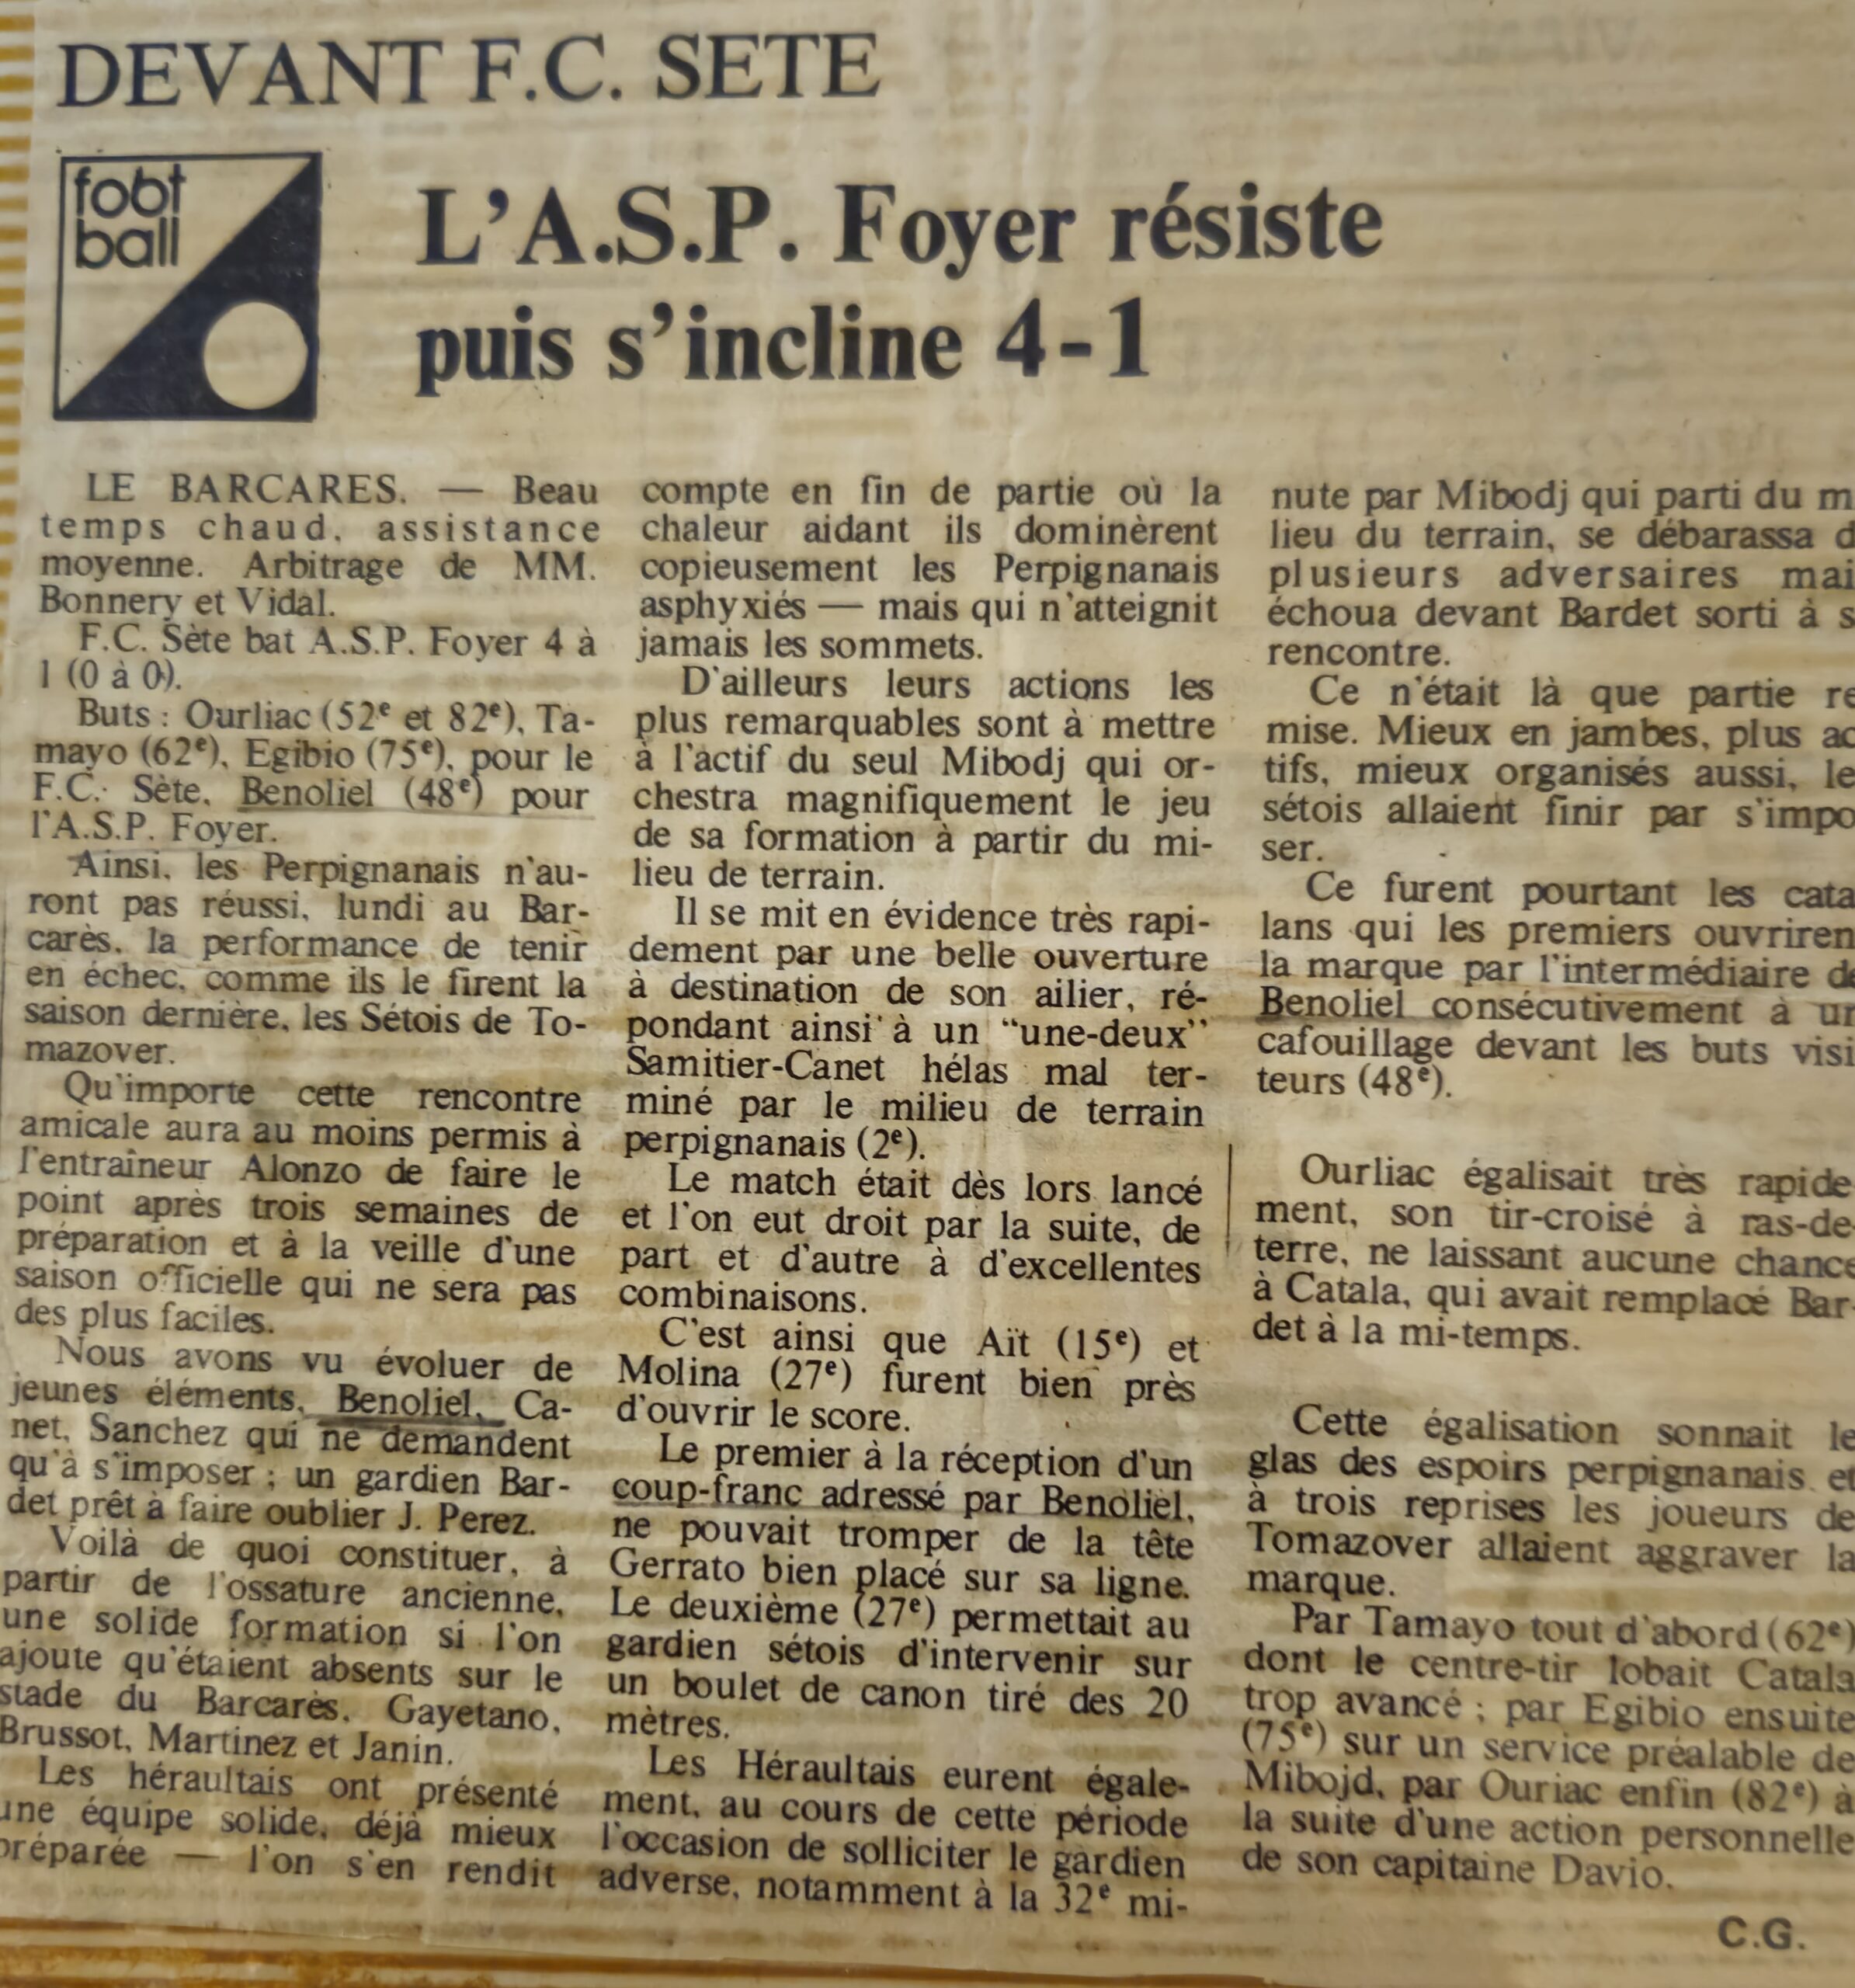 DEVANT F.C. SETE
foot
ball
L'A.S.P. Foyer résiste
puis s'incline 4-1
LE BARCARES. — Beau
temps chaud, assistance
moyenne. Arbitrage de MM.
Bonnery et Vidal.
F.C. Sète bat A.S.P. Foyer 4 à
1 (0 à 0).
Buts : Ourliac (52e et 82e), Ta-
mayo (62e), Egibio (75e), pour le
F.C. Sète, Benoliel (48e) pour
l'A.S.P. Foyer.
Ainsi, les Perpignanais n'au-
ront pas réussi, lundi au Bar-
carès, la performance de tenir
en échec, comme ils le firent la
saison dernière, les Sétois de To-
mazover.
Qu'importe cette rencontre
amicale aura au moins permis à
l'entraîneur Alonzo de faire le
point après trois semaines de
préparation et à la veille d'une
saison officielle qui ne sera pas
des plus faciles.
Nous avons vu évoluer de
jeunes éléments, Benoliel, Ca-
net, Sanchez qui ne demandent
qu'à s'imposer ; un gardien Bar-
det prêt à faire oublier J. Perez.
Voilà de quoi constituer, à
partir de l'ossature ancienne,
une solide formation si l'on
ajoute qu'étaient absents sur le
stade du Barcarès, Gayetano,
Brussot, Martinez et Janin.
Les héraultais ont présenté
une équipe solide, déjà mieux
préparée — l'on s'en rendit
compte en fin de partie où la
chaleur aidant ils dominèrent
copieusement les Perpignanais
asphyxiés — mais qui n'atteignit
jamais les sommets.
D'ailleurs leurs actions les
plus remarquables sont à mettre
à l'actif du seul Mibodj qui or-
chestra magnifiquement le jeu
de sa formation à partir du mi-
lieu de terrain.
Il se mit en évidence très rapi-
dement par une belle ouverture
à destination de son ailier, ré-
pondant ainsi à un "une-deux"
Samitier-Canet hélas mal ter-
miné par le milieu de terrain
perpignanais (2e).
Le match était dès lors lancé
et l'on eut droit par la suite, de
part et d'autre à d'excellentes
combinaisons.
C'est ainsi que Aït (15e) et
Molina (27e) furent bien près
d'ouvrir le score.
Le premier à la réception d'un
coup-franc adressé par Benoliel,
ne pouvait tromper de la tête
Gerrato bien placé sur sa ligne.
Le deuxième (27e) permettait au
gardien sétois d'intervenir sur
un boulet de canon tiré des 20
mètres.
Les Héraultais eurent égale-
ment, au cours de cette période
l'occasion de solliciter le gardien
adverse, notamment à la 32e mi-
nute par Mibodj qui parti du m
lieu du terrain, se débarassa d
plusieurs adversaires mai
échoua devant Bardet sorti à s
rencontre.
Ce n'était là que partie re
mise. Mieux en jambes, plus ac
tifs, mieux organisés aussi, le
sétois allaient finir par s'impo
ser.
Ce furent pourtant les cata
lans qui les premiers ouvriren
la marque par l'intermédiaire de
Benoliel consécutivement à un
cafouillage devant les buts visi
teurs (48e).
Ourliac égalisait très rapide-
ment, son tir-croisé à ras-de-
terre, ne laissant aucune chance
à Catala, qui avait remplacé Bar-
det à la mi-temps.
Cette égalisation sonnait le
glas des espoirs perpignanais et
à trois reprises les joueurs de
Tomazover allaient aggraver la
marque.
Par Tamayo tout d'abord (62e)
dont le centre-tir lobait Catala
trop avancé ; par Egibio ensuite
(75e) sur un service préalable de
Mibojd, par Ouriac enfin (82e) à
la suite d'une action personnelle
de son capitaine Davio.
C.G.